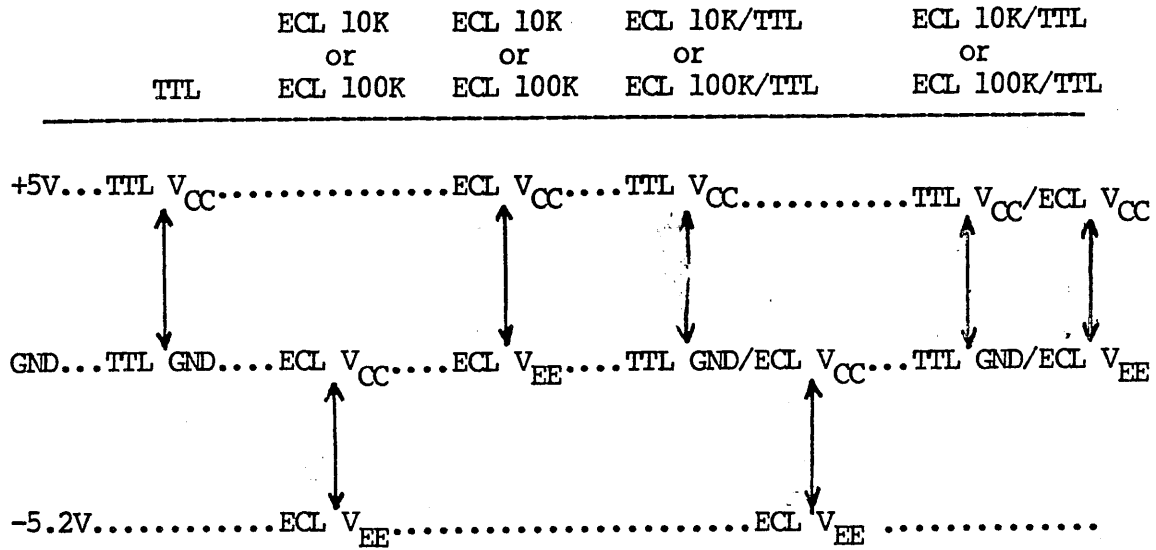 ECL 10K ECL 10K ECL 10K/TTL ECL 10K/TTL
or or or or
TTL ECL 100K ECL 100K ECL 100K/TTL ECL 100K/TTL
+5V...TTL VCC...............ECL VCC....TTL VCC...........TTL VCC/ECL VCC
GND...TTL GND....ECL VCC....ECL VEE....TTL GND/ECL VCC...TTL GND/ECL VEE
-5.2V............ECL VEE.......................ECL VEE .............